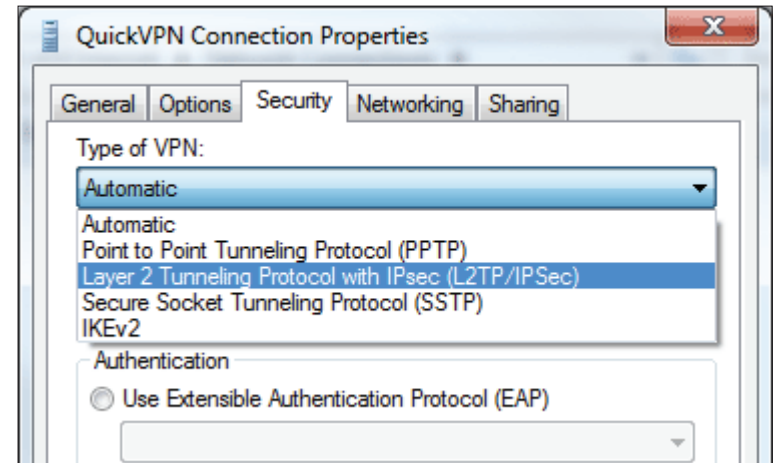 QuickVPN Connection Properties
General Options Security Networking Sharing
Type of VPN:
Automatic
Automatic
Point to Point Tunneling Protocol (PPTP)
Layer 2 Tunneling Protocol with IPsec (L2TP/IPSec)
Secure Socket Tunneling Protocol (SSTP)
IKEv2
Authentication
Use Extensible Authentication Protocol (EAP)